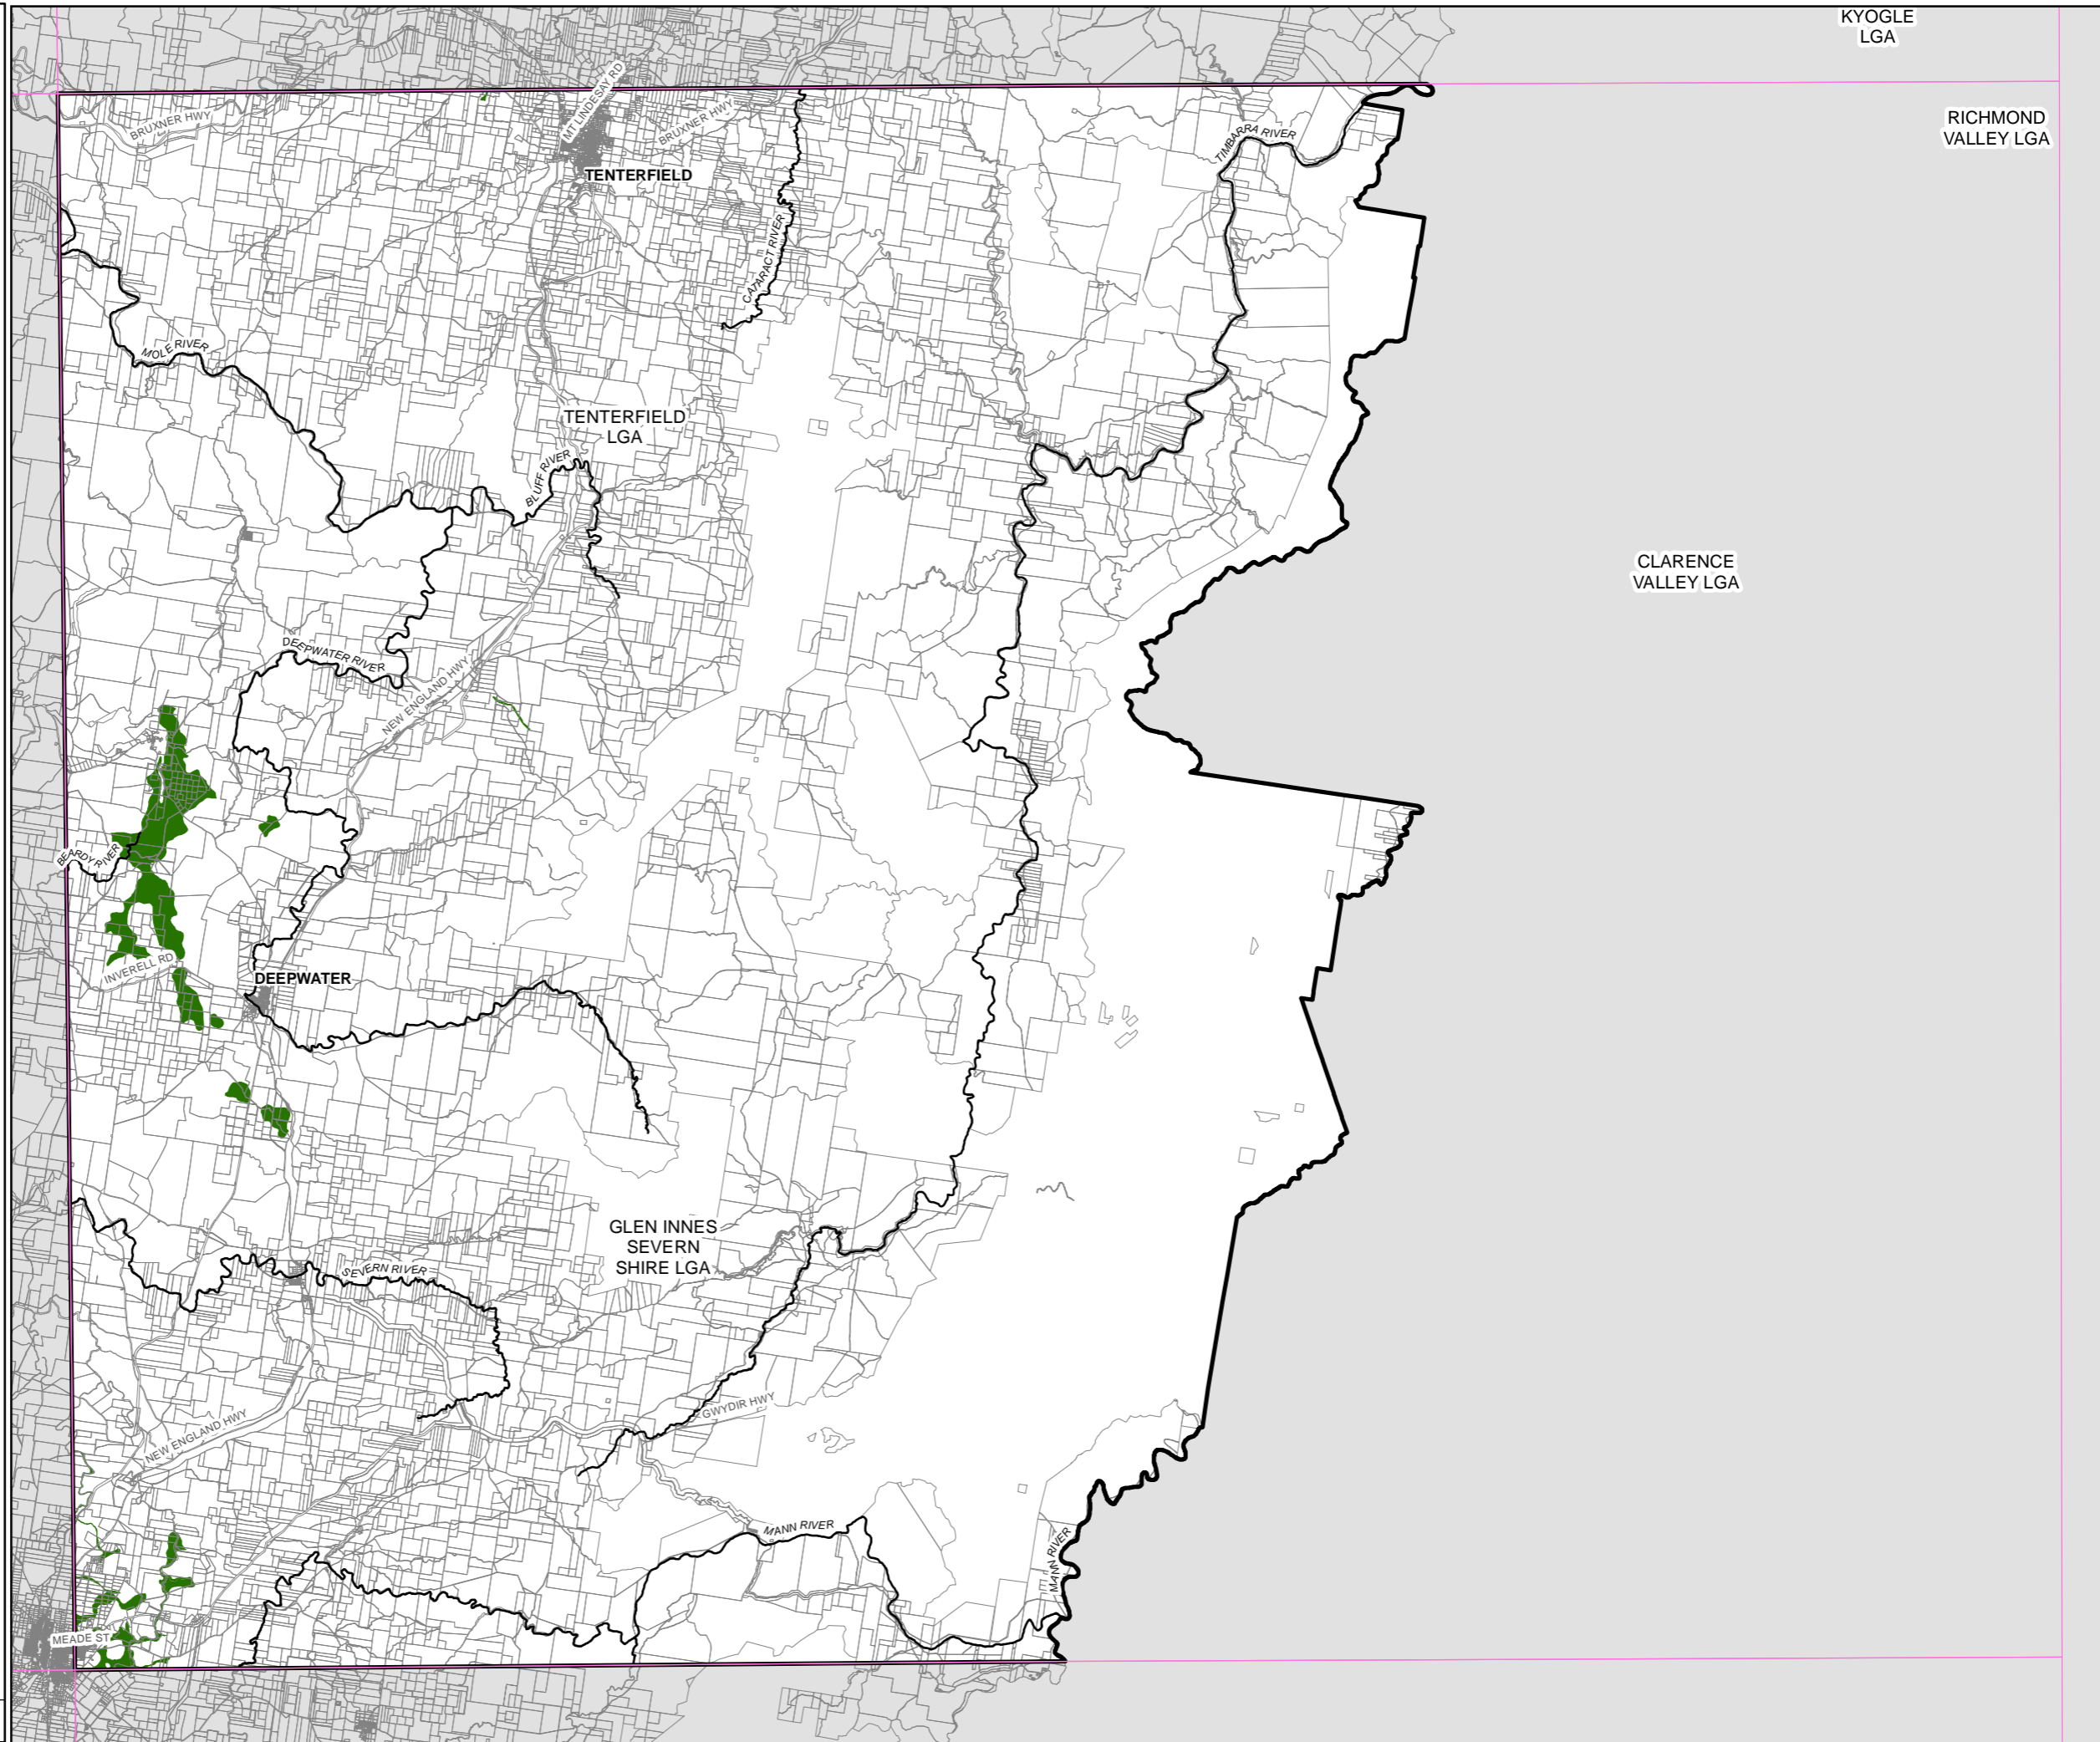 KYOGLE
LGA
RICHMOND
VALLEY LGA
MT LINDESAY RD
BRUXNER HWY
BRUXNER HWY
TIMBARRA RIVER
TENTERFIELD
CATARACT RIVER
MOLE RIVER
TENTERFIELD
LGA
BLUFF RIVER
CLARENCE
VALLEY LGA
DEEPWATER RIVER
NEW ENGLAND HWY
BEARDY RIVER
INVERELL RD
DEEPWATER
GLEN INNES
SEVERN
SHIRE LGA
SEVERN RIVER
GWYDIR HWY
NEW ENGLAND HWY
MANN RIVER
MANN RIVER
MEADE ST